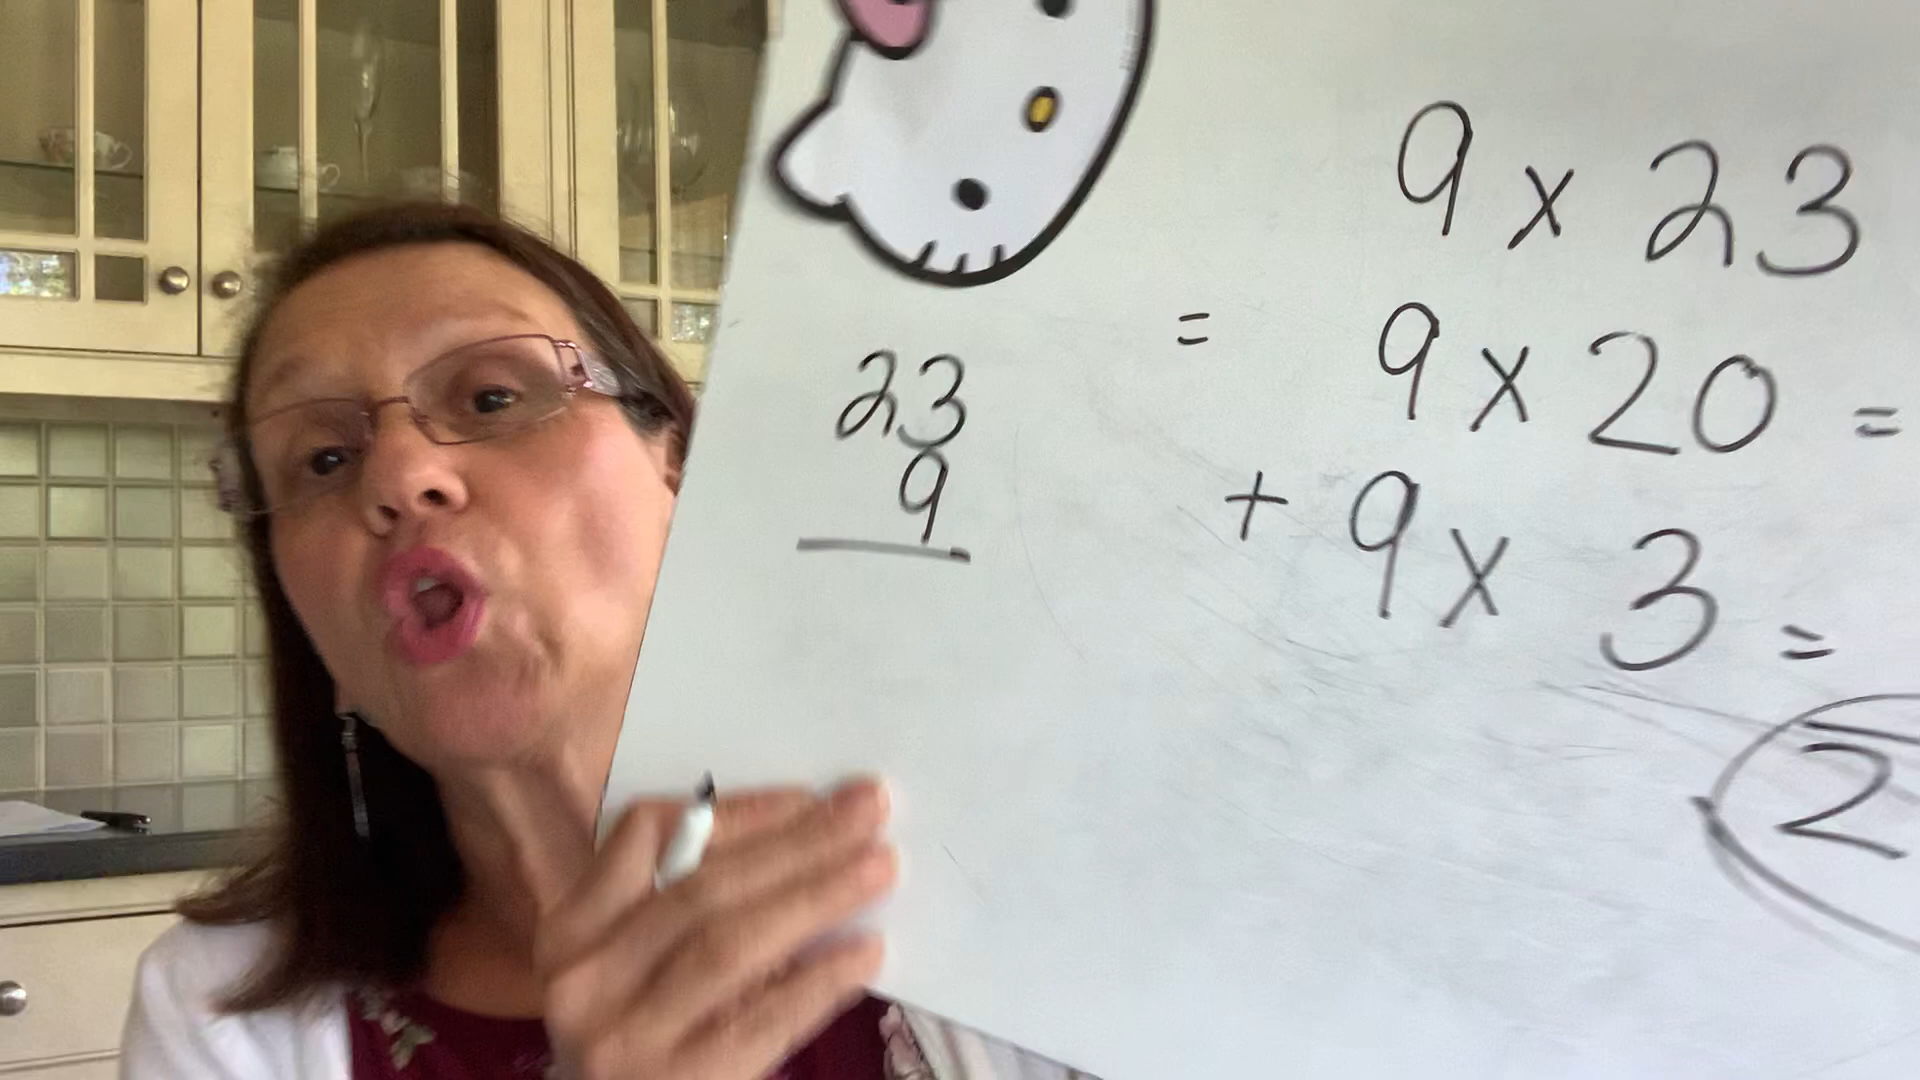 9 x 23
= 9 x 20 =
+ 9 x 3 =
23
9
2